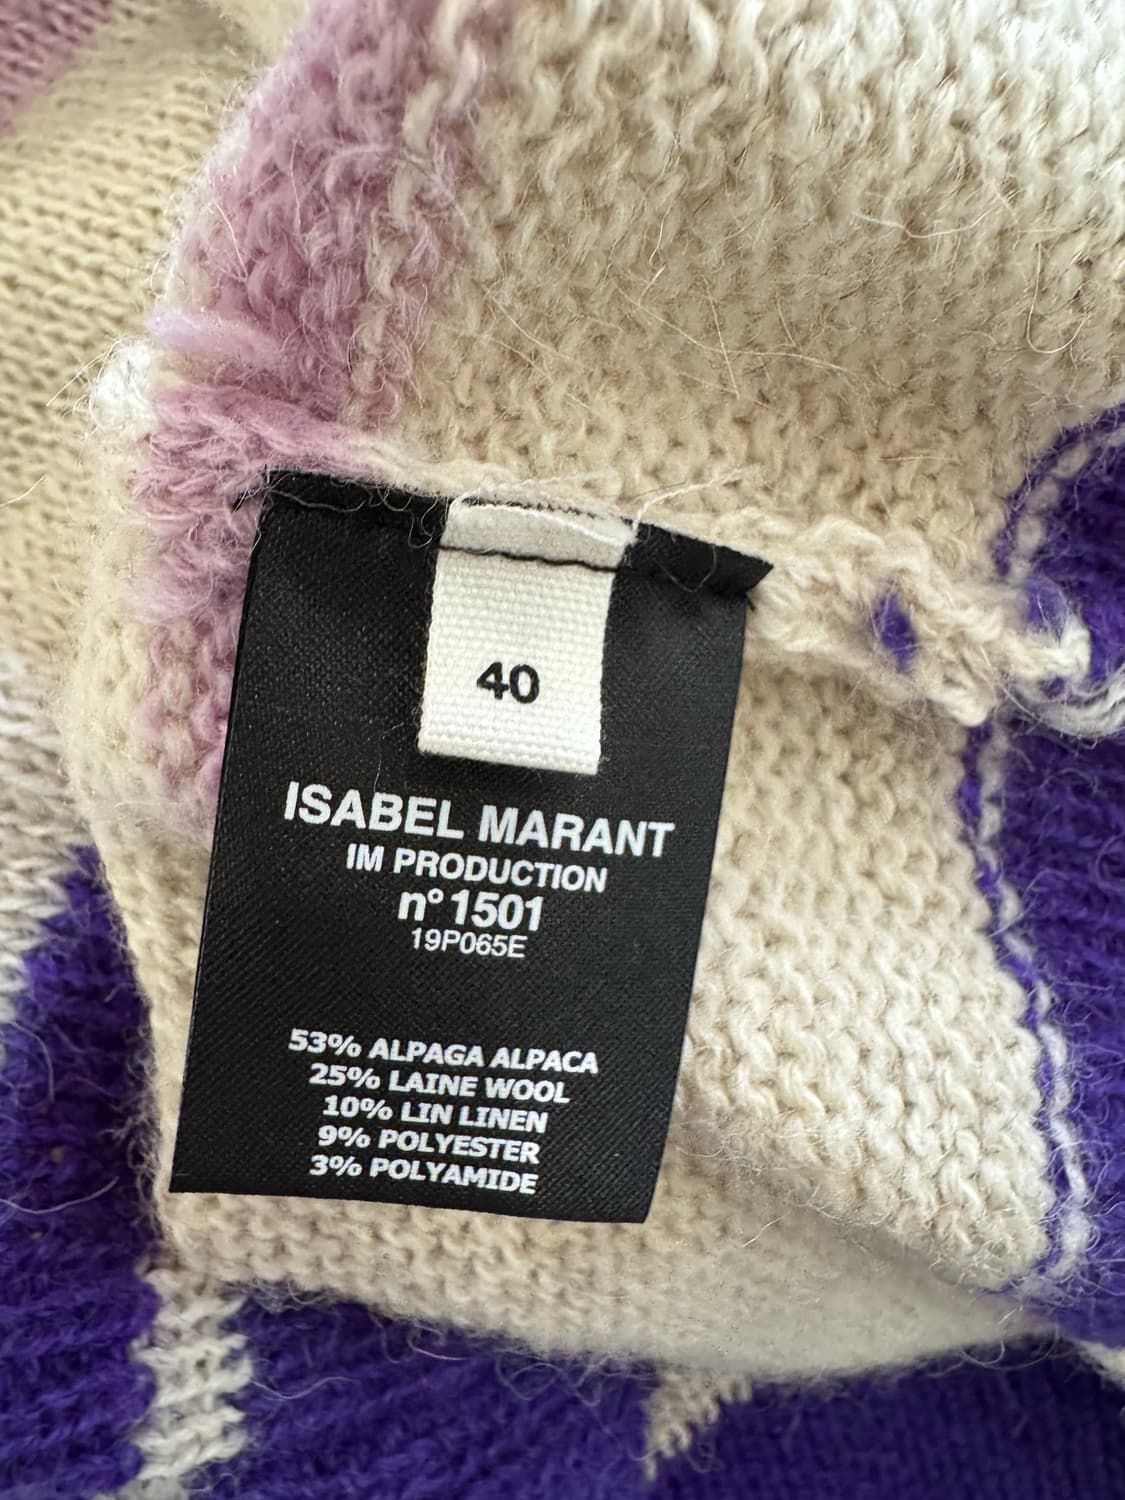 40
ISABEL MARANT
IM PRODUCTION
n° 1501
19P065E
53% ALPAGA ALPACA
25% LAINE WOOL
10% LIN LINEN
9% POLYESTER
3% POLYAMIDE